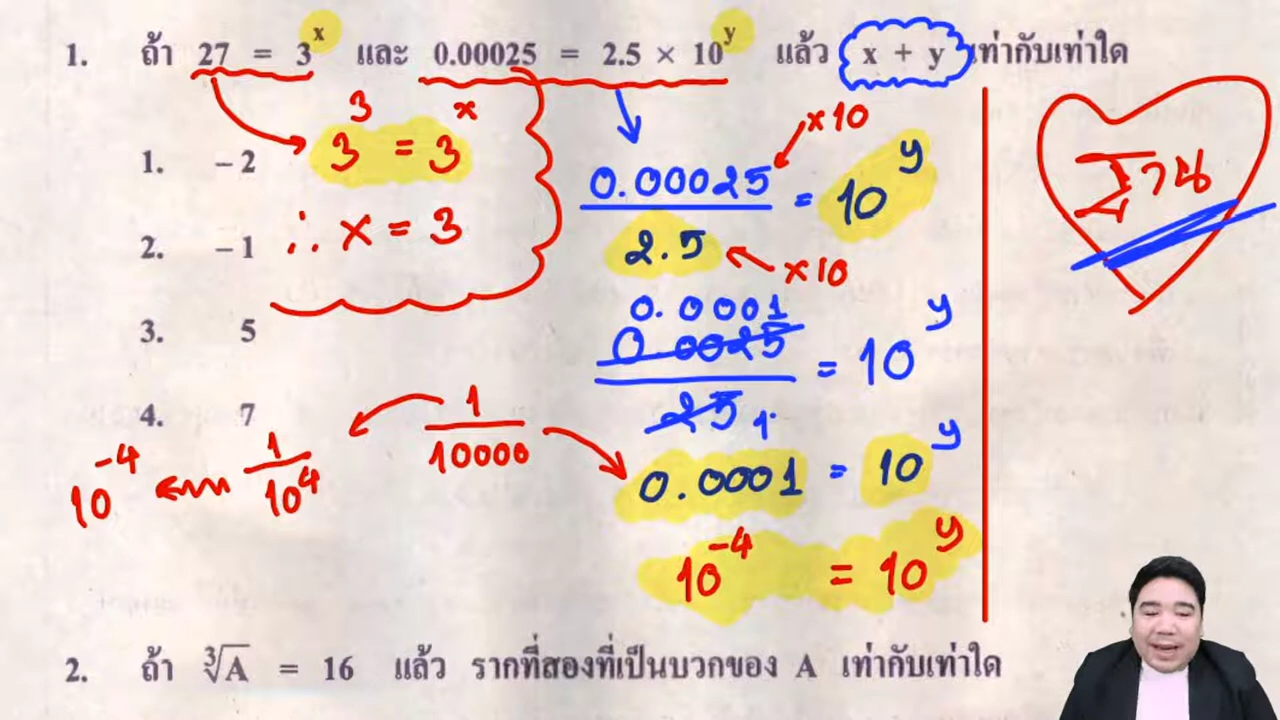 1. ถ้า 27 = 3^x และ 0.00025 = 2.5 × 10^y แล้ว x + y เท่ากับเท่าใด
1. – 2
2. – 1
3. 5
4. 7
3^3 = 3^x
∴ x = 3
0.00025 / 2.5 = 10^y
×10
×10
0.0001
0.0025 / 25 = 10^y
1
0.0001 = 10^y
1 / 10000
1 / 10^4
10^-4
10^-4 = 10^y
ฐาน
2. ถ้า ∛A = 16 แล้ว รากที่สองที่เป็นบวกของ A เท่ากับเท่าใด